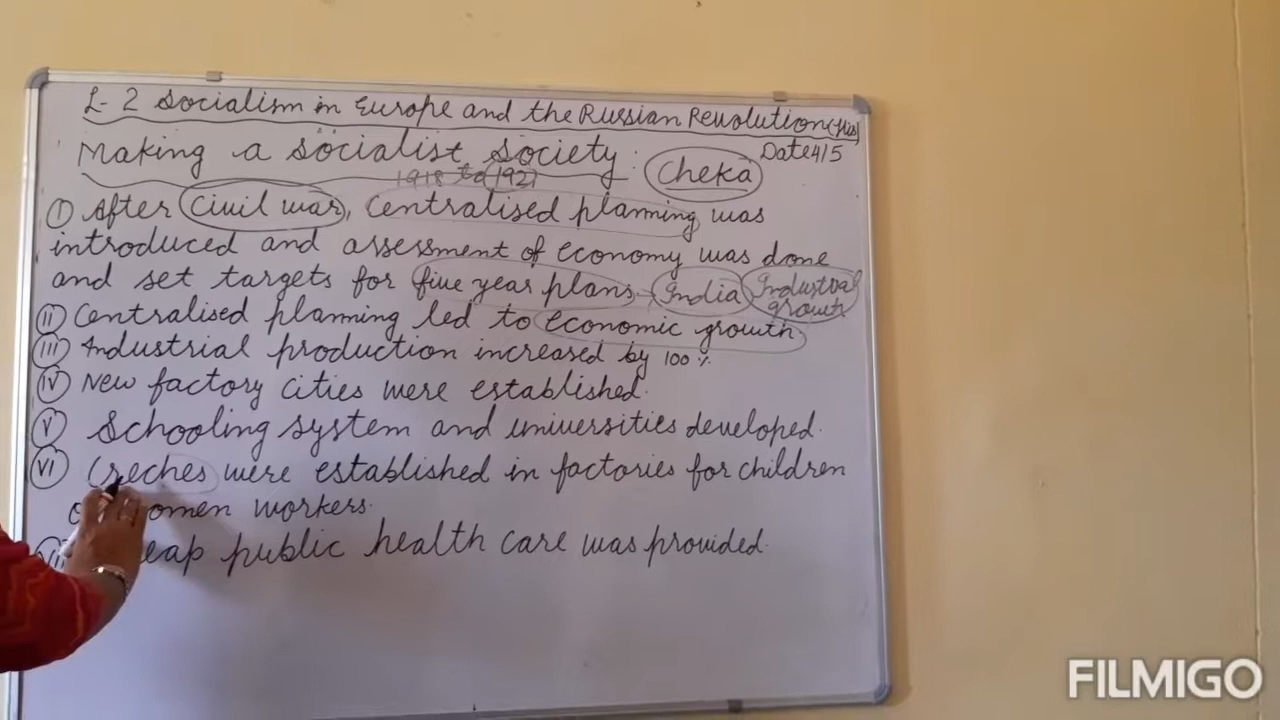 L-2 Socialism in Europe and the Russian Revolution (His)
Making a socialist society: Cheka Date 4/5
1918 to 1921
(I) After Civil war, Centralised planning was
introduced and assessment of economy was done
and set targets for five year plans. India Industrial growth
(II) Centralised planning led to economic growth.
(III) Industrial production increased by 100 %.
(IV) New factory cities were established.
(V) Schooling system and universities developed.
(VI) Creches were established in factories for children
women workers.
public health care was provided.
FILMIGO